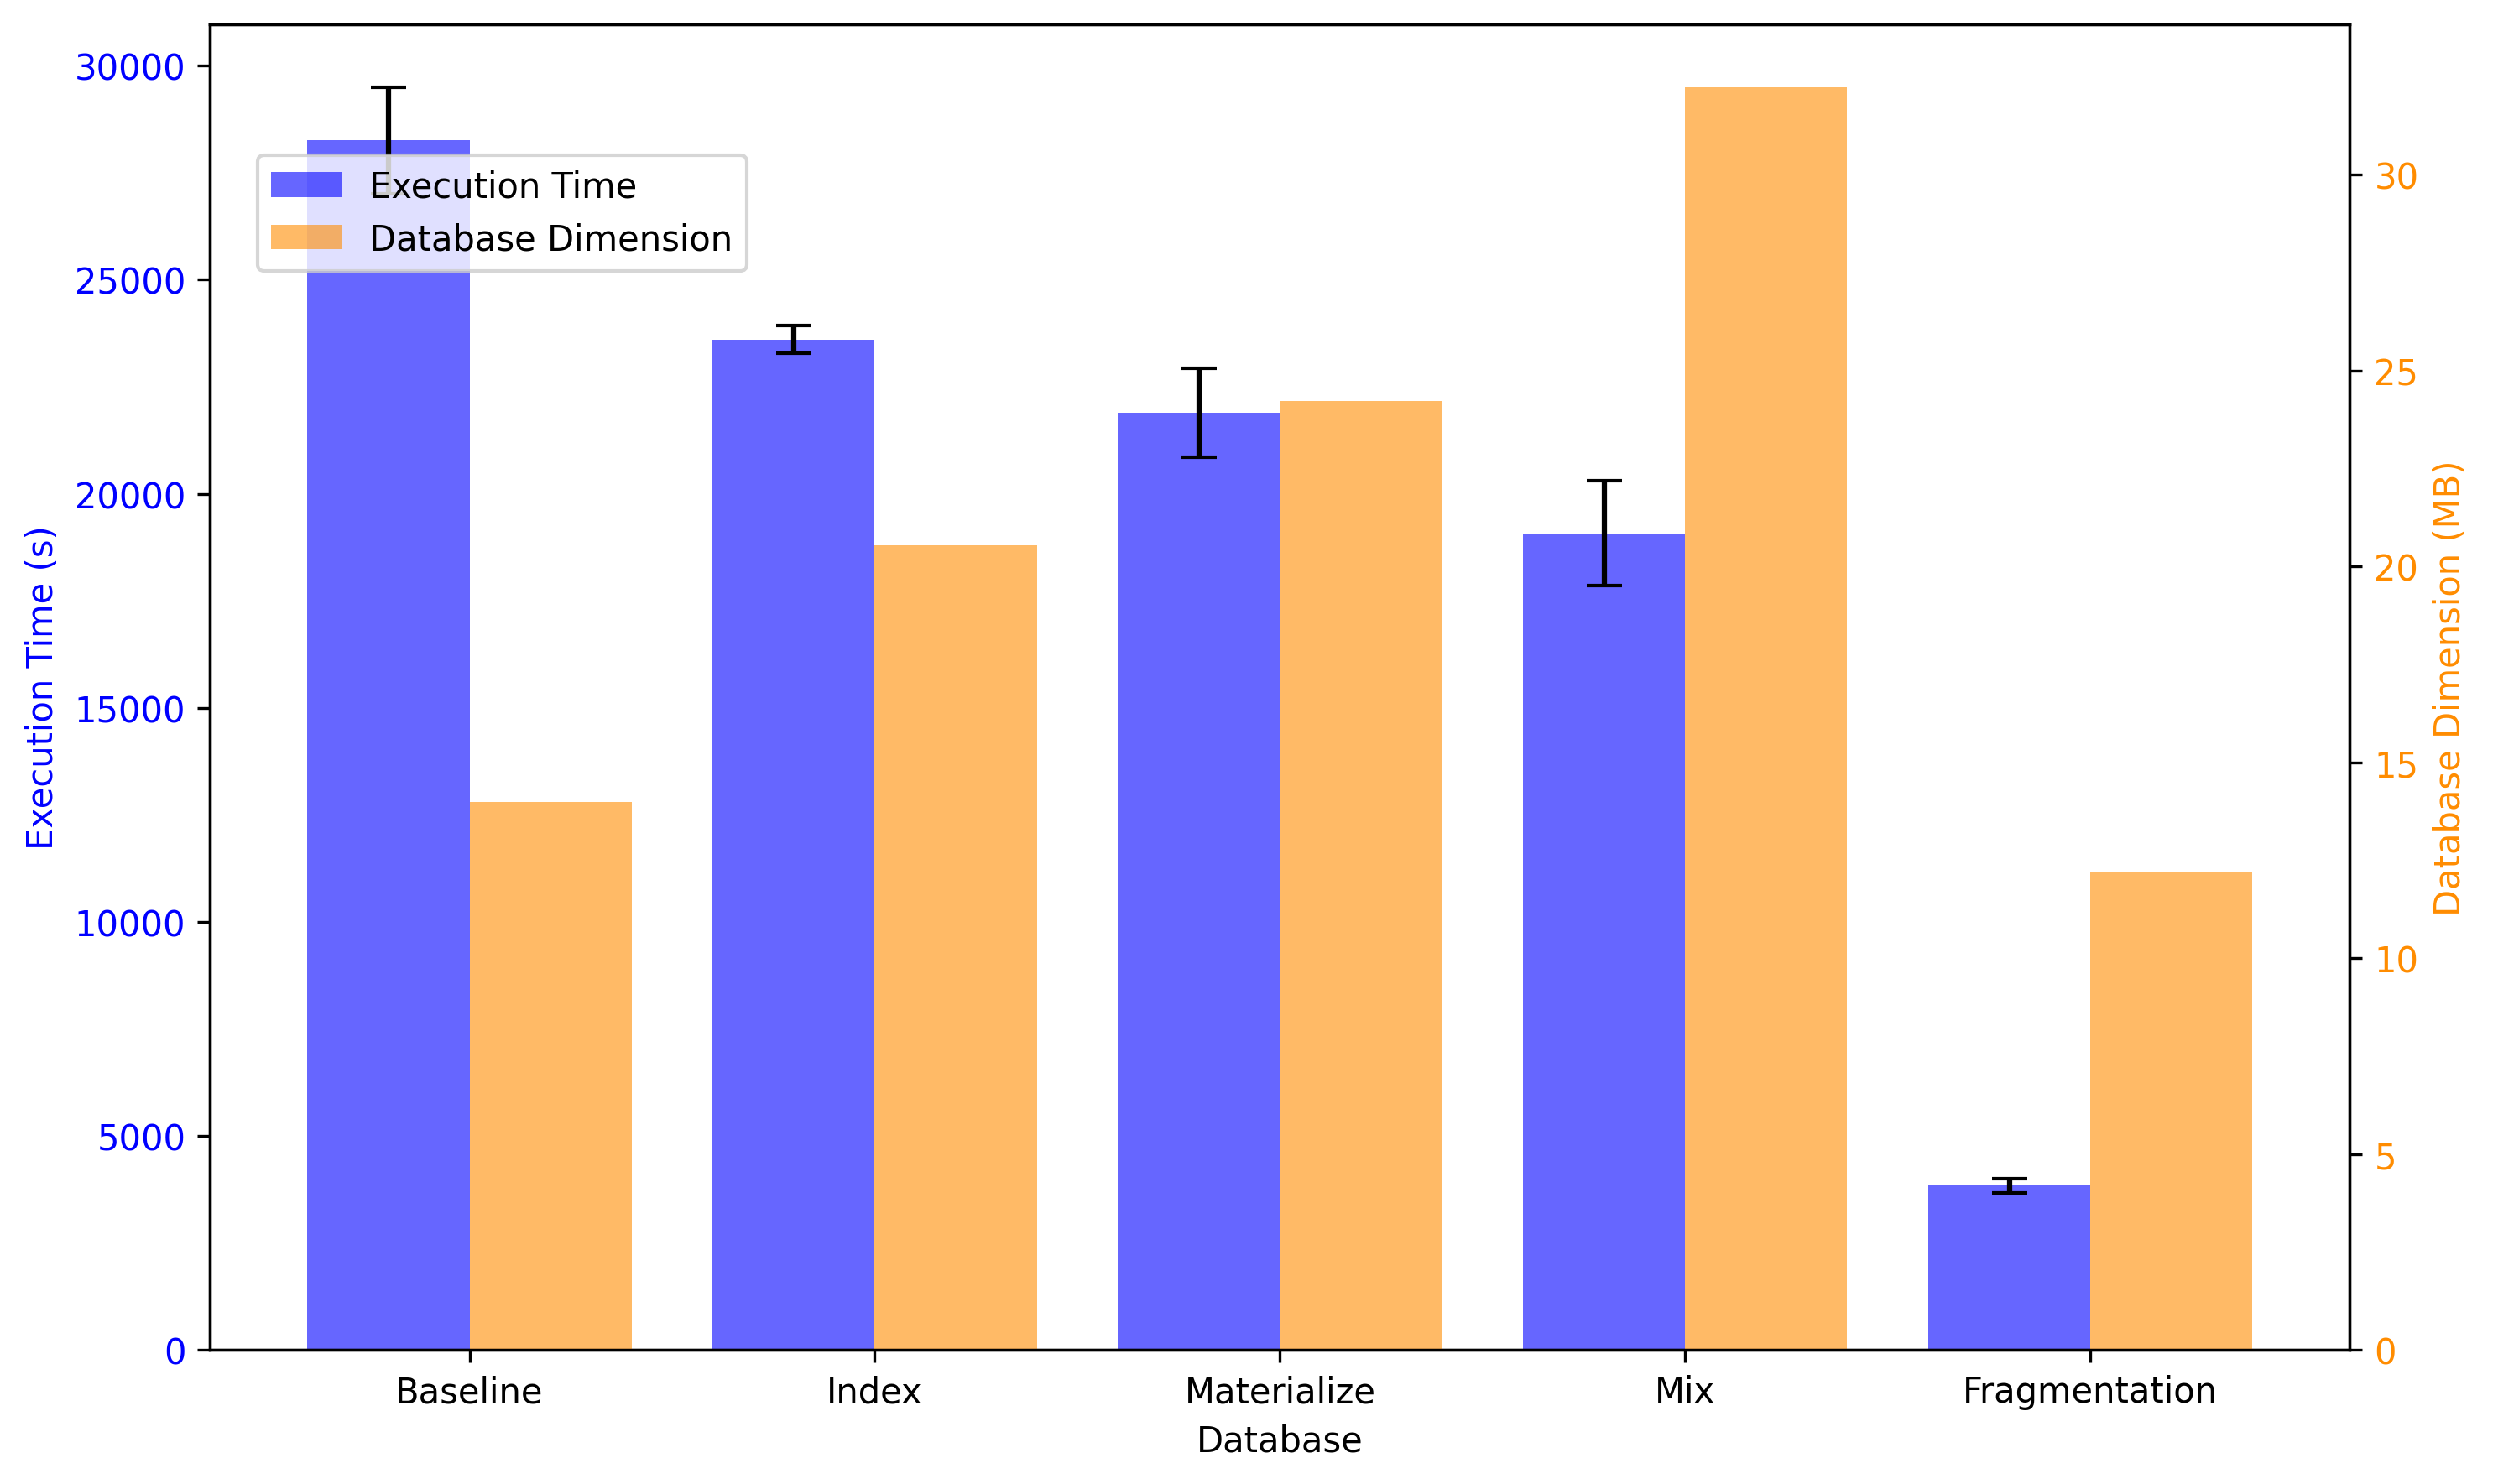 30000
25000
20000
15000
10000
5000
0
Execution Time (s)
Execution Time
Database Dimension
30
25
20
15
10
5
0
Database Dimension (MB)
Baseline Index Materialize Mix Fragmentation
Database